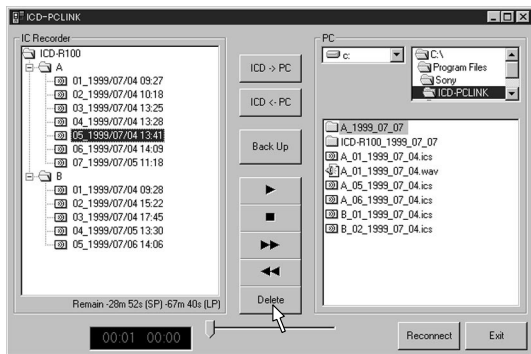 ICD-PCLINK
IC Recorder
ICD-R100
A
01_1999/07/04 09:27
02_1999/07/04 10:18
03_1999/07/04 13:25
04_1999/07/04 13:28
05_1999/07/04 13:41
06_1999/07/04 14:09
07_1999/07/05 11:18
B
01_1999/07/04 09:28
02_1999/07/04 15:22
03_1999/07/04 17:45
04_1999/07/05 13:30
05_1999/07/06 14:06
Remain -28m 52s (SP) -67m 40s (LP)
00:01 00:00
ICD -> PC
ICD <- PC
Back Up
Delete
PC
c:
C:\
Program Files
Sony
ICD-PCLINK
A_1999_07_07
ICD-R100_1999_07_07
A_01_1999_07_04.ics
A_01_1999_07_04.wav
A_05_1999_07_04.ics
A_06_1999_07_04.ics
B_01_1999_07_04.ics
B_02_1999_07_04.ics
Reconnect
Exit